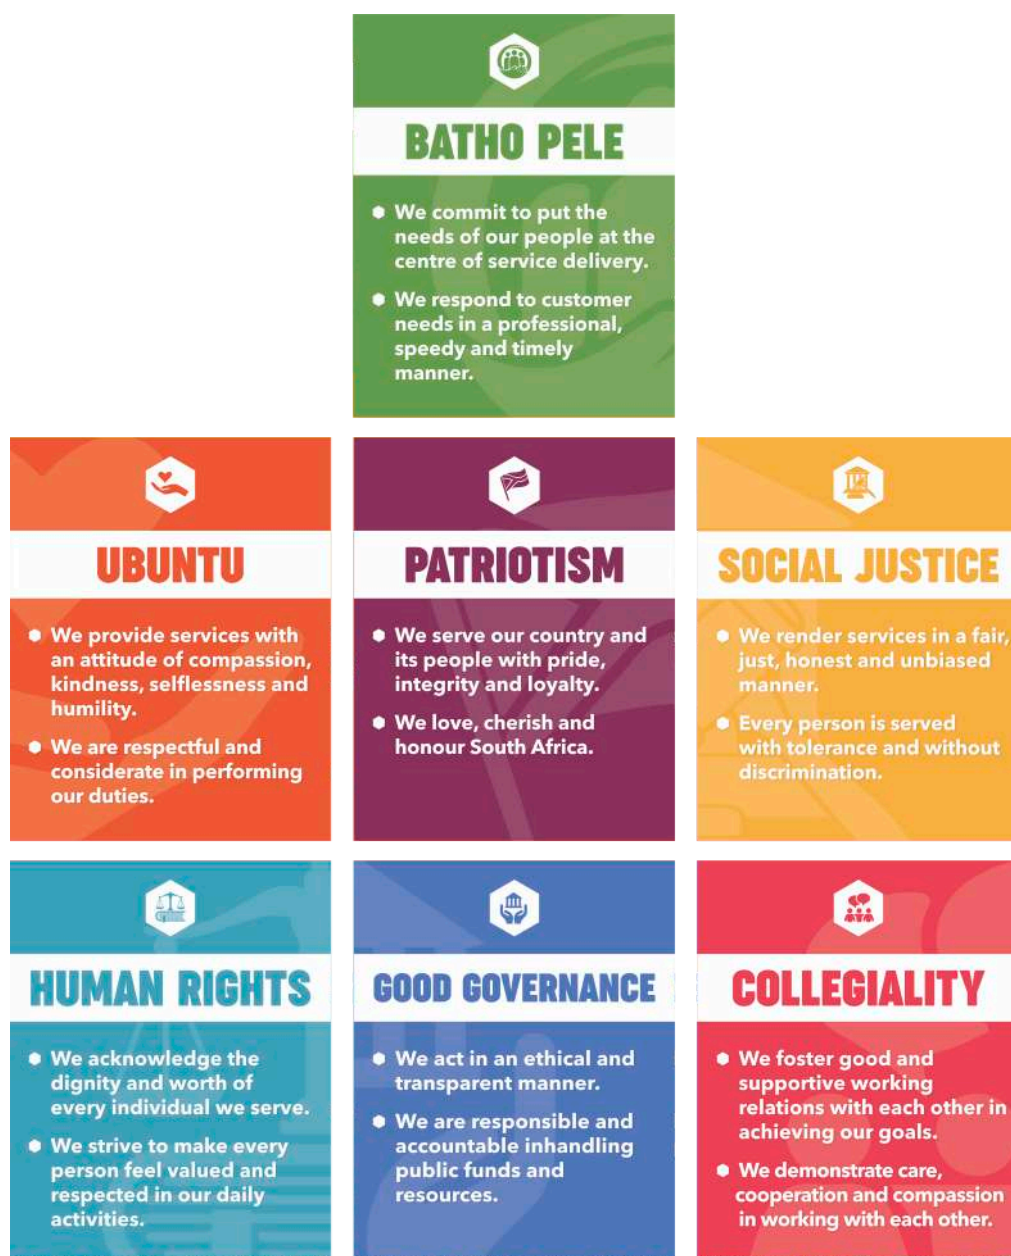 BATHO PELE
We commit to put the
needs of our people at the
centre of service delivery.
We respond to customer
needs in a professional,
speedy and timely
manner.
UBUNTU
We provide services with
an attitude of compassion,
kindness, selflessness and
humility.
We are respectful and
considerate in performing
our duties.
PATRIOTISM
We serve our country and
its people with pride,
integrity and loyalty.
We love, cherish and
honour South Africa.
SOCIAL JUSTICE
We render services in a fair,
just, honest and unbiased
manner.
Every person is served
with tolerance and without
discrimination.
HUMAN RIGHTS
We acknowledge the
dignity and worth of
every individual we serve.
We strive to make every
person feel valued and
respected in our daily
activities.
GOOD GOVERNANCE
We act in an ethical and
transparent manner.
We are responsible and
accountable inhandling
public funds and
resources.
COLLEGIALITY
We foster good and
supportive working
relations with each other in
achieving our goals.
We demonstrate care,
cooperation and compassion
in working with each other.